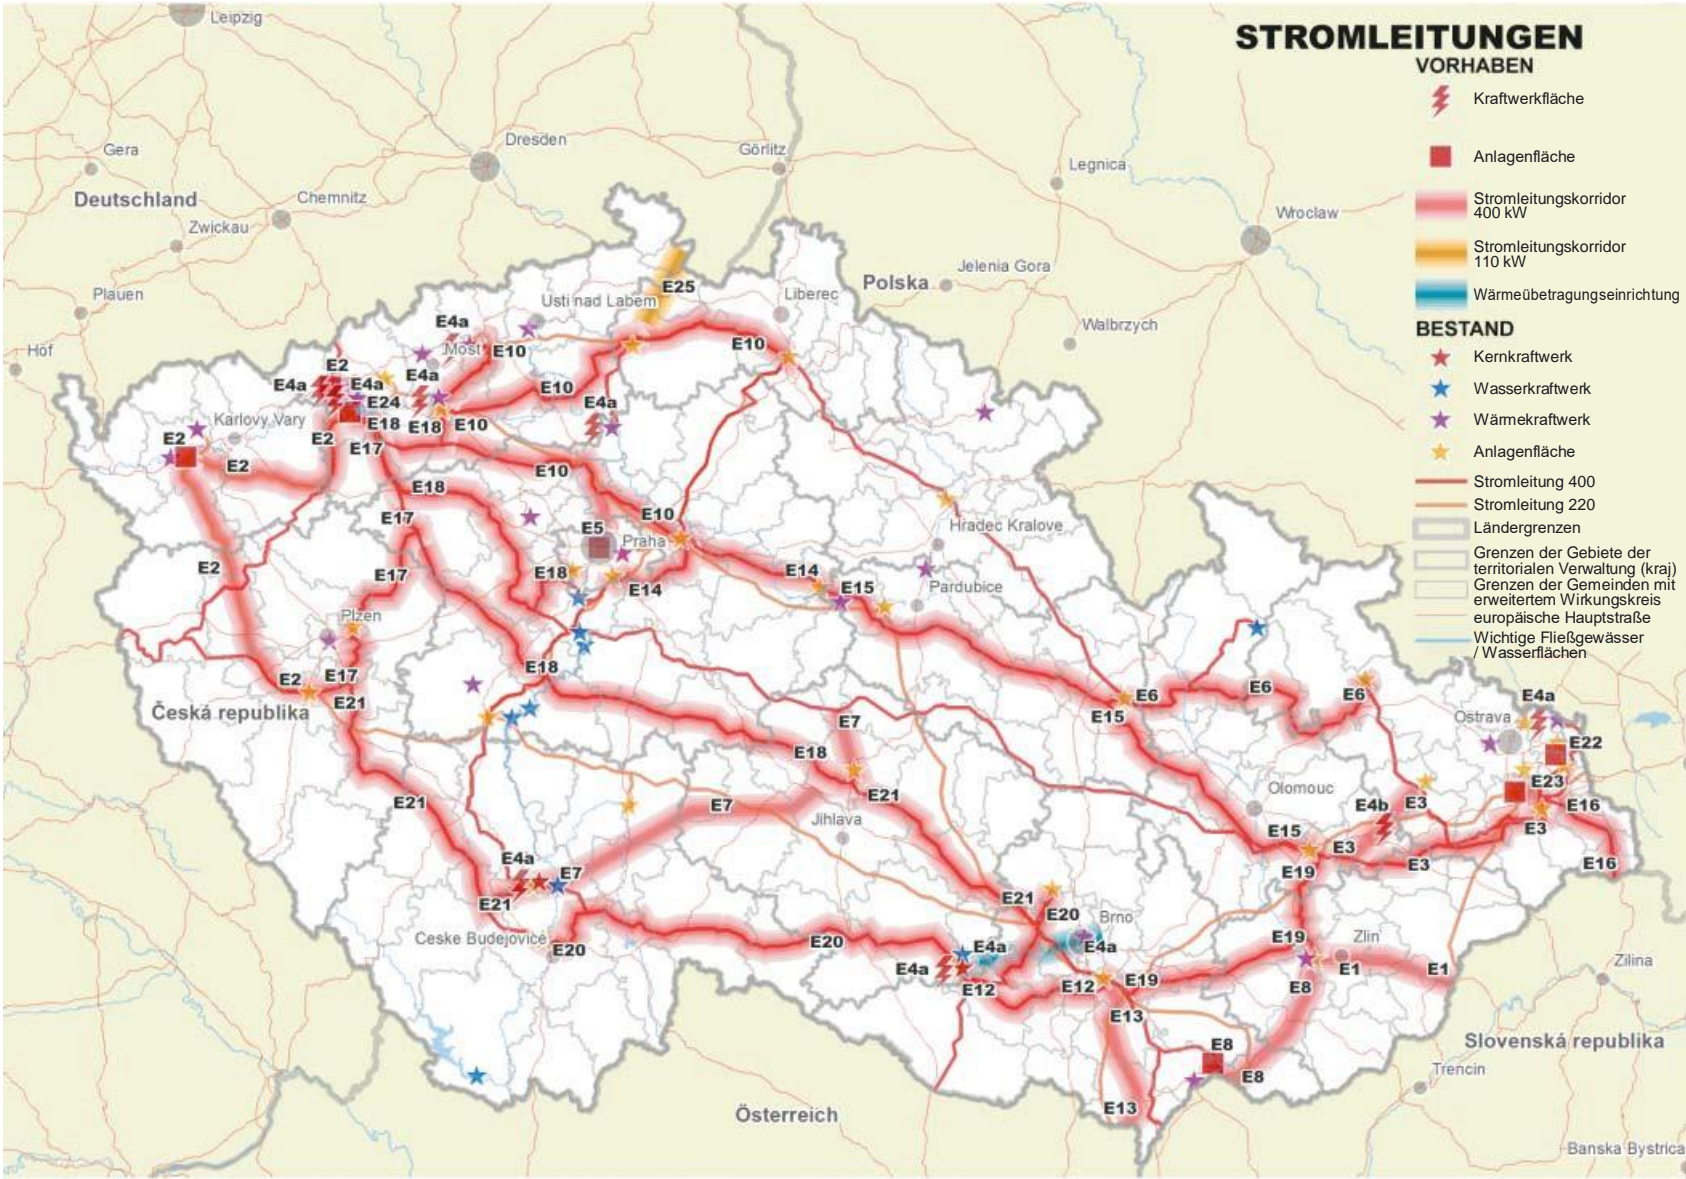 STROMLEITUNGEN
VORHABEN
Kraftwerkfläche
Anlagenfläche
Stromleitungskorridor
400 kW
Stromleitungskorridor
110 kW
Wärmeübetragungseinrichtung
BESTAND
Kernkraftwerk
Wasserkraftwerk
Wärmekraftwerk
Anlagenfläche
Stromleitung 400
Stromleitung 220
Ländergrenzen
Grenzen der Gebiete der
territorialen Verwaltung (kraj)
Grenzen der Gemeinden mit
erweitertem Wirkungskreis
europäische Hauptstraße
Wichtige Fließgewässer
/ Wasserflächen
Leipzig
Dresden
Görlitz
Gera
Legnica
Deutschland
Chemnitz
Wroclaw
Zwickau
Jelenia Gora
Polska
E25
Plauen
Usti nad Labem
Liberec
E4a
Walbrzych
Hof
Most
E10
E10
E2
E4a
E4a
E4a
E10
E24
E4a
Karlovy Vary
E18
E18
E10
E2
E2
E17
E2
E10
E18
E10
E17
E5
Praha
Hradec Kralove
E2
E17
E18
E14
E14
E15
Pardubice
Plzen
E18
E2
E17
E6
E6
E6
E4a
E21
Česká republika
E15
Ostrava
E7
E22
E18
E23
E21
E7
E21
Olomouc
E4b
E3
E16
Jihlava
E15
E3
E3
E4a
E7
E3
E16
E19
E21
E21
E20
Brno
Ceske Budejovice
E20
E20
E4a
E4a
E19
Zlin
E4a
E12
E12
E19
E1
E1
Zilina
E8
E13
E8
Slovenská republika
E8
Trencin
E13
Österreich
Banska Bystrica